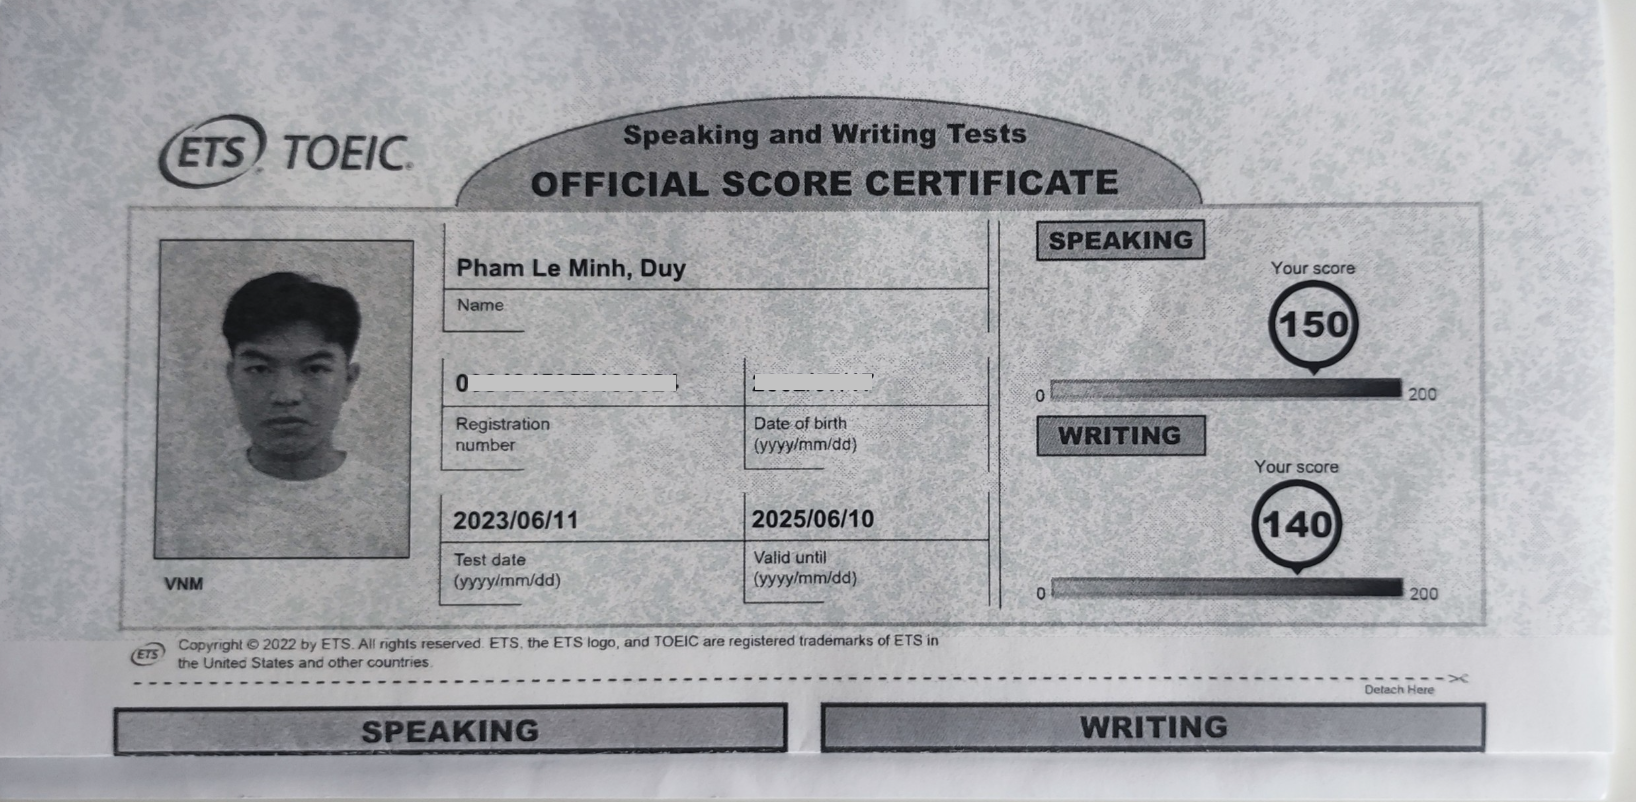 ETS TOEIC®
Speaking and Writing Tests
OFFICIAL SCORE CERTIFICATE
Pham Le Minh, Duy
Name
0
Registration
number
Date of birth
(yyyy/mm/dd)
2023/06/11
Test date
(yyyy/mm/dd)
2025/06/10
Valid until
(yyyy/mm/dd)
VNM
SPEAKING
Your score
150
0
200
WRITING
Your score
140
0
200
ETS
Copyright © 2022 by ETS. All rights reserved. ETS, the ETS logo, and TOEIC are registered trademarks of ETS in
the United States and other countries.
Detach Here
SPEAKING
WRITING